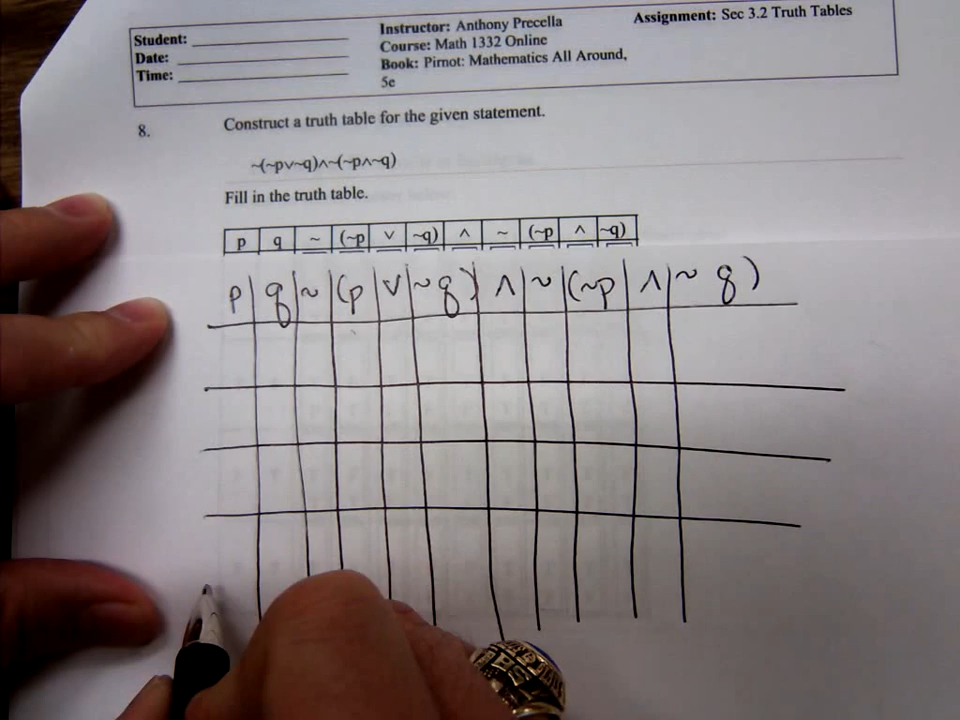 Student: Instructor: Anthony Precella Assignment: Sec 3.2 Truth Tables
Date: Course: Math 1332 Online
Time: Book: Pirnot: Mathematics All Around,
5e
8. Construct a truth table for the given statement.
~(~p∨~q)∧~(~p∧~q)
Fill in the truth table.
p q ~ (~p ∨ ~q) ∧ ~ (~p ∧ ~q)
p q ~ (p ∨ ~ q) ∧ ~ (~p ∧ ~ q)